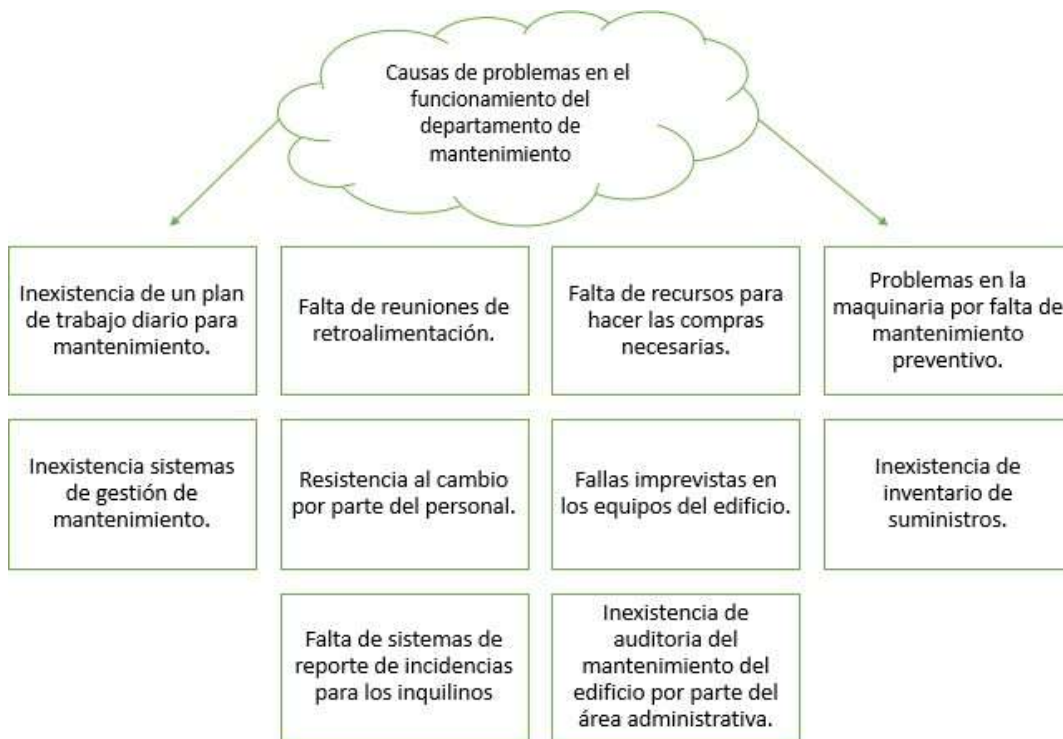 Causas de problemas en el
funcionamiento del
departamento de
mantenimiento
Inexistencia de un plan
de trabajo diario para
mantenimiento.
Falta de reuniones de
retroalimentación.
Falta de recursos para
hacer las compras
necesarias.
Problemas en la
maquinaria por falta de
mantenimiento
preventivo.
Inexistencia sistemas
de gestión de
mantenimiento.
Resistencia al cambio
por parte del personal.
Fallas imprevistas en
los equipos del edificio.
Inexistencia de
inventario de
suministros.
Falta de sistemas de
reporte de incidencias
para los inquilinos
Inexistencia de
auditoria del
mantenimiento del
edificio por parte del
área administrativa.